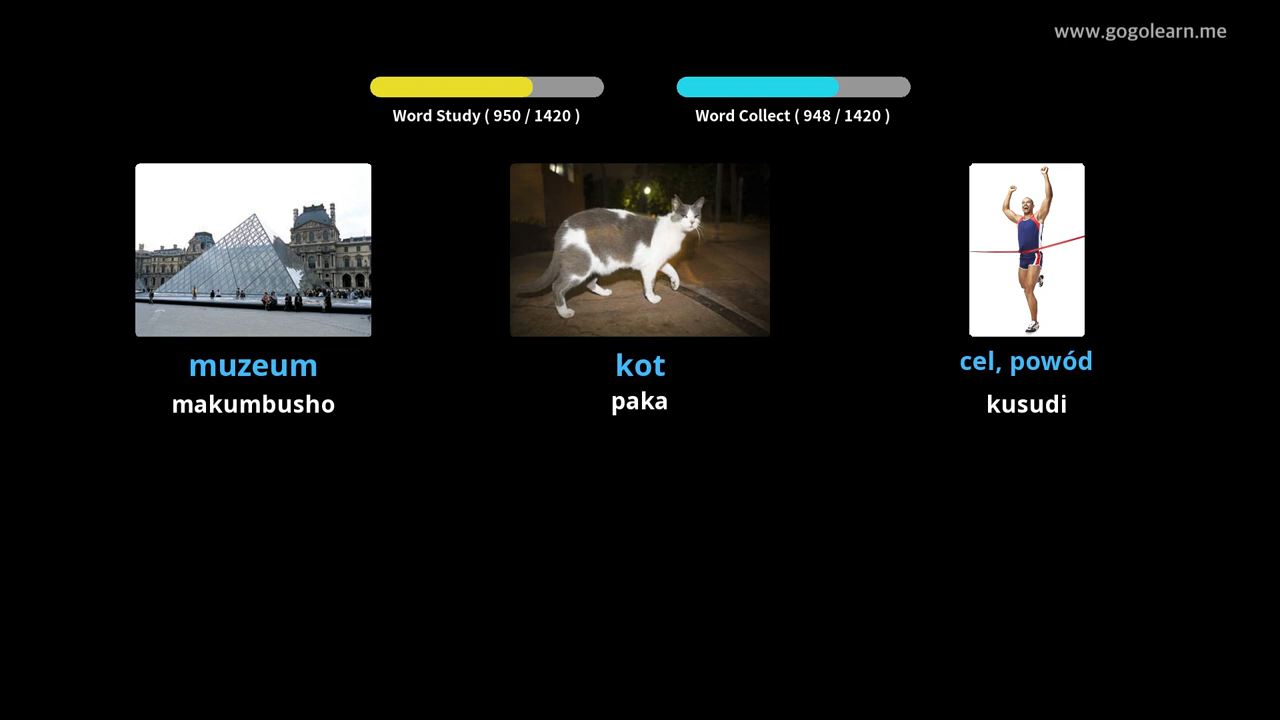 www.gogolearn.me
Word Study ( 950 / 1420 )
Word Collect ( 948 / 1420 )
muzeum
makumbusho
kot
paka
cel, powód
kusudi